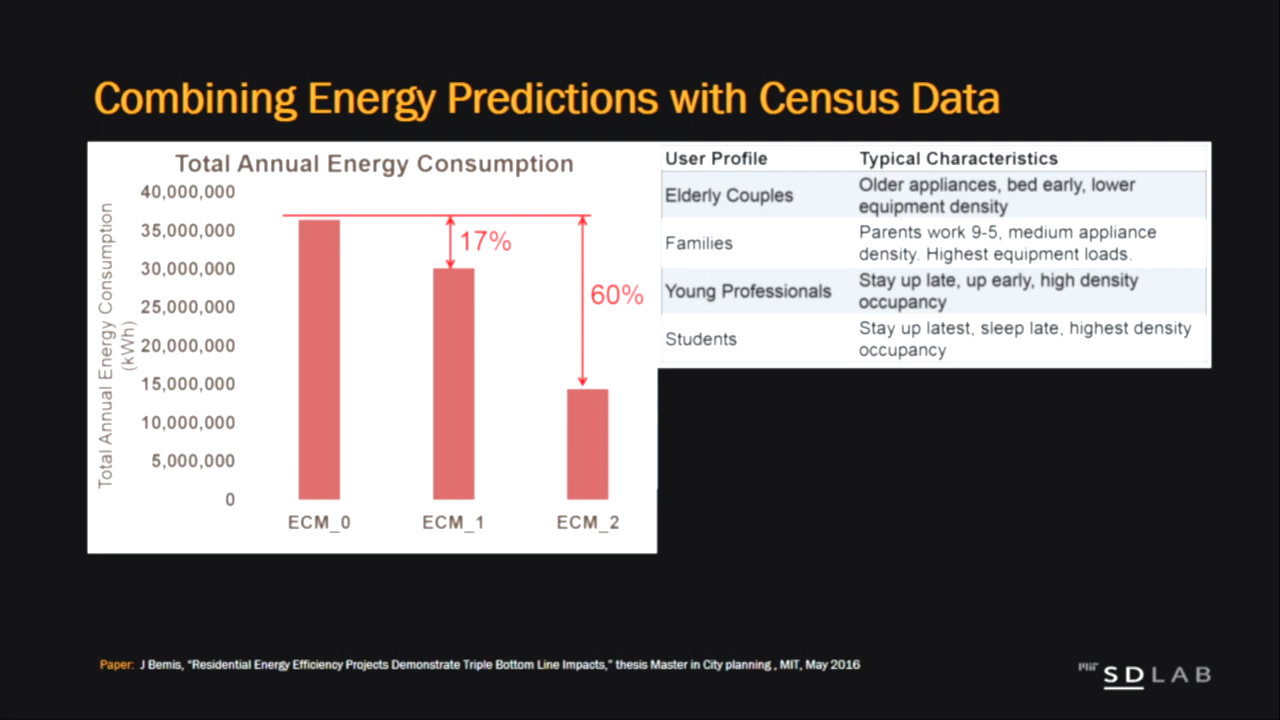 Combining Energy Predictions with Census Data
Total Annual Energy Consumption
Total Annual Energy Consumption
(kWh)
40,000,000
35,000,000
30,000,000
25,000,000
20,000,000
15,000,000
10,000,000
5,000,000
0
17%
60%
ECM_0
ECM_1
ECM_2
User Profile Typical Characteristics
Elderly Couples
Older appliances, bed early, lower
equipment density
Families
Parents work 9-5, medium appliance
density. Highest equipment loads.
Young Professionals
Stay up late, up early, high density
occupancy
Students
Stay up latest, sleep late, highest density
occupancy
Paper: J Bemis, "Residential Energy Efficiency Projects Demonstrate Triple Bottom Line Impacts," thesis Master in City planning , MIT, May 2016
MIT SDLAB